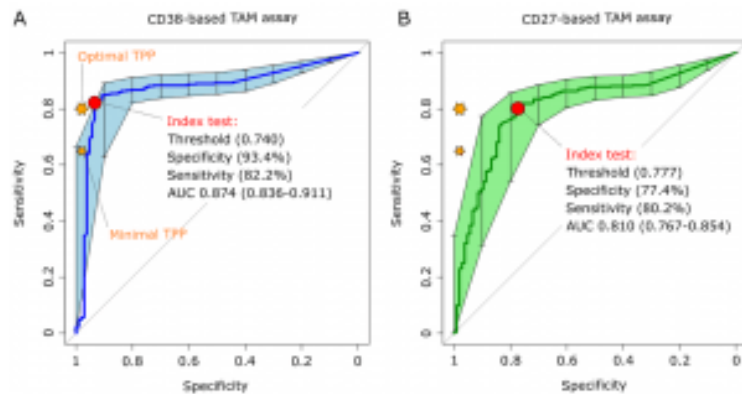 A
CD38-based TAM assay
Optimal TPP
Index test:
Threshold (0.740)
Specificity (93.4%)
Sensitivity (82.2%)
AUC 0.874 (0.836-0.911)
Minimal TPP
Sensitivity
0
0.2
0.4
0.6
0.8
1
1
0.8
0.6
0.4
0.2
0
Specificity
B
CD27-based TAM assay
Index test:
Threshold (0.777)
Specificity (77.4%)
Sensitivity (80.2%)
AUC 0.810 (0.767-0.854)
Sensitivity
0
0.2
0.4
0.6
0.8
1
1
0.8
0.6
0.4
0.2
0
Specificity